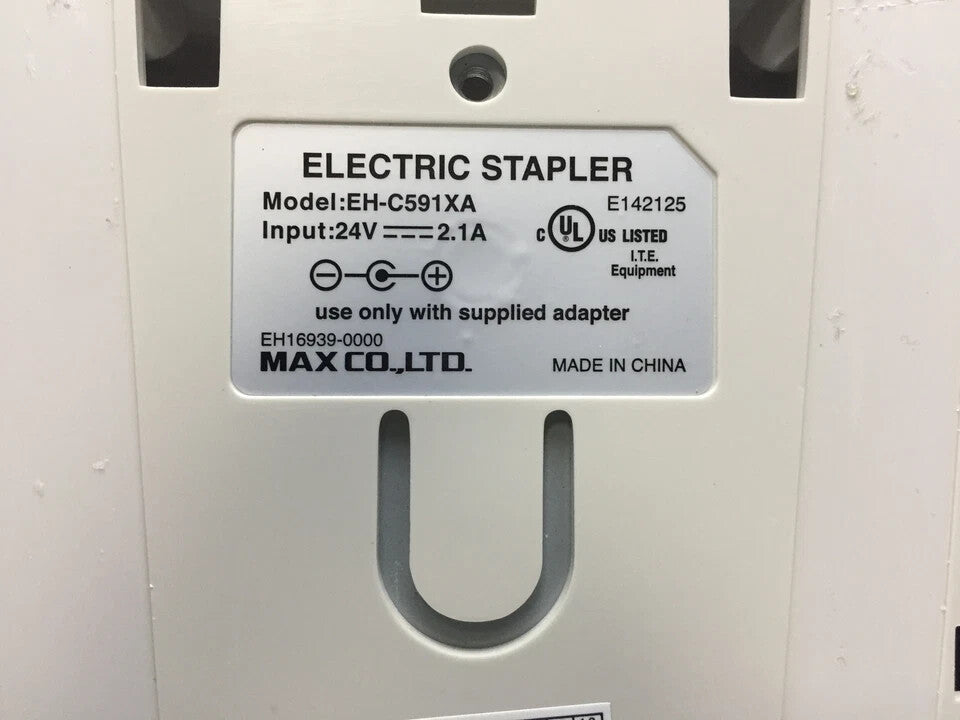 ELECTRIC STAPLER
Model:EH-C591XA
E142125
Input:24V 2.1A
C UL US LISTED
I.T.E.
Equipment
use only with supplied adapter
EH16939-0000
MAX CO.,LTD.
MADE IN CHINA